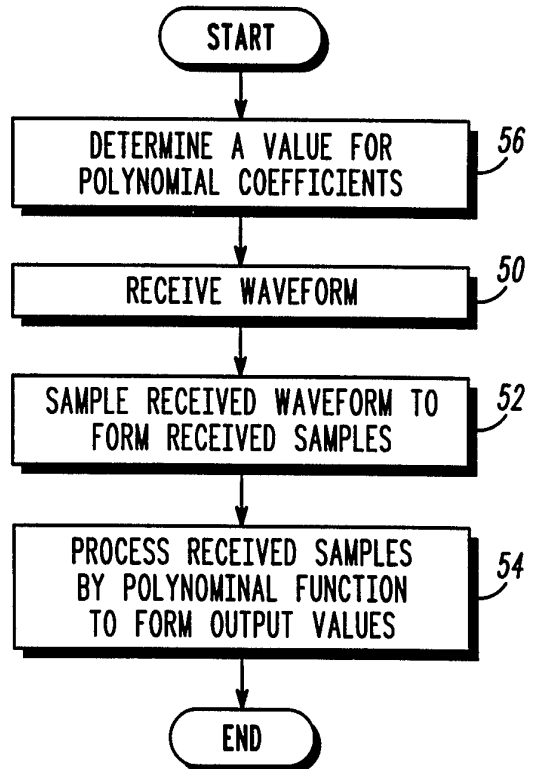 START
DETERMINE A VALUE FOR
POLYNOMIAL COEFFICIENTS
56
RECEIVE WAVEFORM
50
SAMPLE RECEIVED WAVEFORM TO
FORM RECEIVED SAMPLES
52
PROCESS RECEIVED SAMPLES
BY POLYNOMINAL FUNCTION
TO FORM OUTPUT VALUES
54
END